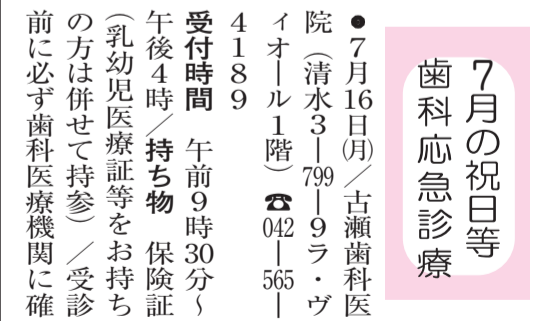 7月の祝日等
歯科応急診療
●7月16日㈪／古瀬歯科医
院（清水3―799―9ラ・ヴ
ィオール1階）☎042―565―
4189
受付時間　午前9時30分～
午後4時／持ち物　保険証
（乳幼児医療証等をお持ち
の方は併せて持参）／受診
前に必ず歯科医療機関に確